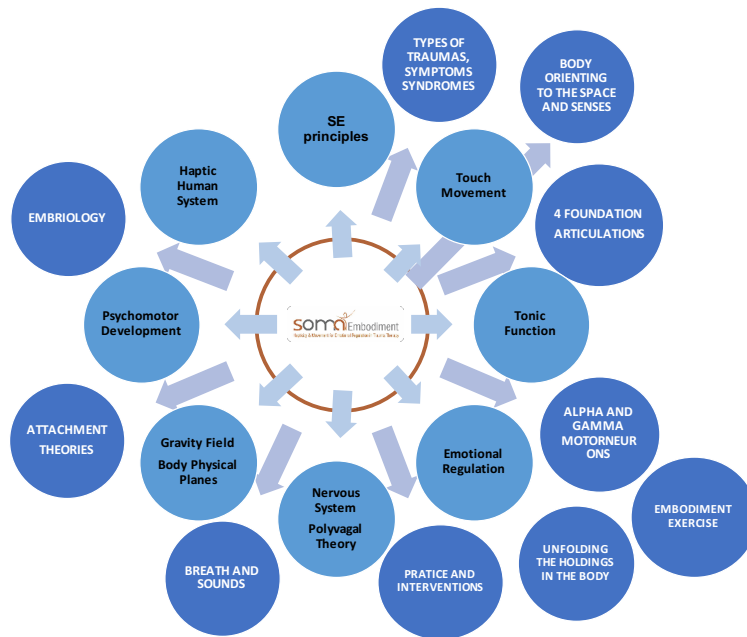 TYPES OF
TRAUMAS,
SYMPTOMS
SYNDROMES
BODY
ORIENTING
TO THE SPACE
AND SENSES
SE
principles
Haptic
Human
System
Touch
Movement
EMBRIOLOGY
4 FOUNDATION
ARTICULATIONS
Psychomotor
Development
soma Embodiment
Tonic
Function
ATTACHMENT
THEORIES
Gravity Field
Body Physical
Planes
Emotional
Regulation
ALPHA AND
GAMMA
MOTORNEUR
ONS
Nervous
System
Polyvagal
Theory
EMBODIMENT
EXERCISE
BREATH AND
SOUNDS
PRATICE AND
INTERVENTIONS
UNFOLDING
THE HOLDINGS
IN THE BODY